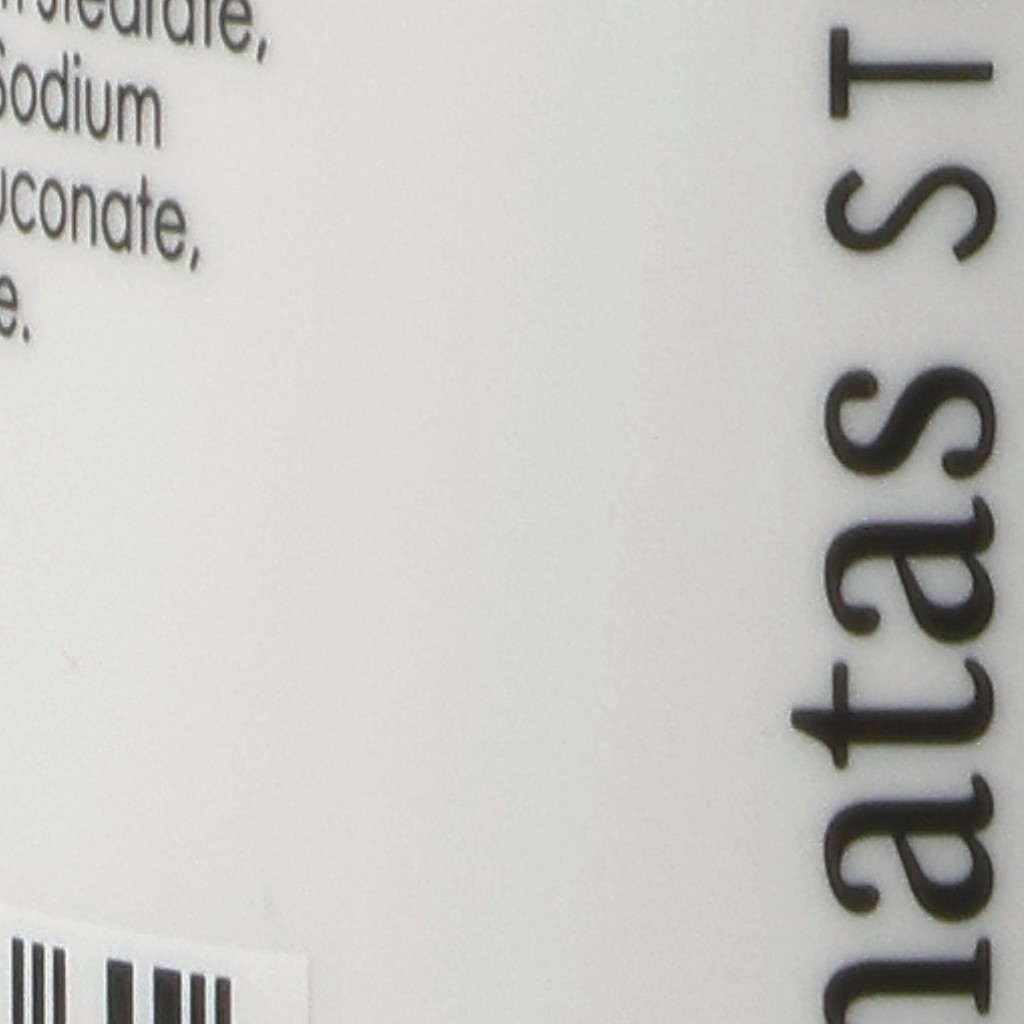 Sodium
uconate,
e.
natas ST